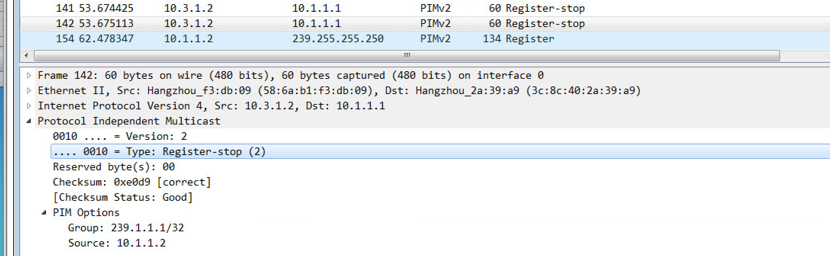 141 53.674425 10.3.1.2 10.1.1.1 PIMv2 60 Register-stop
142 53.675113 10.3.1.2 10.1.1.1 PIMv2 60 Register-stop
154 62.478347 10.1.1.2 239.255.255.250 PIMv2 134 Register
Frame 142: 60 bytes on wire (480 bits), 60 bytes captured (480 bits) on interface 0
Ethernet II, Src: Hangzhou_f3:db:09 (58:6a:b1:f3:db:09), Dst: Hangzhou_2a:39:a9 (3c:8c:40:2a:39:a9)
Internet Protocol Version 4, Src: 10.3.1.2, Dst: 10.1.1.1
Protocol Independent Multicast
0010 .... = Version: 2
.... 0010 = Type: Register-stop (2)
Reserved byte(s): 00
Checksum: 0xe0d9 [correct]
[Checksum Status: Good]
PIM Options
Group: 239.1.1.1/32
Source: 10.1.1.2